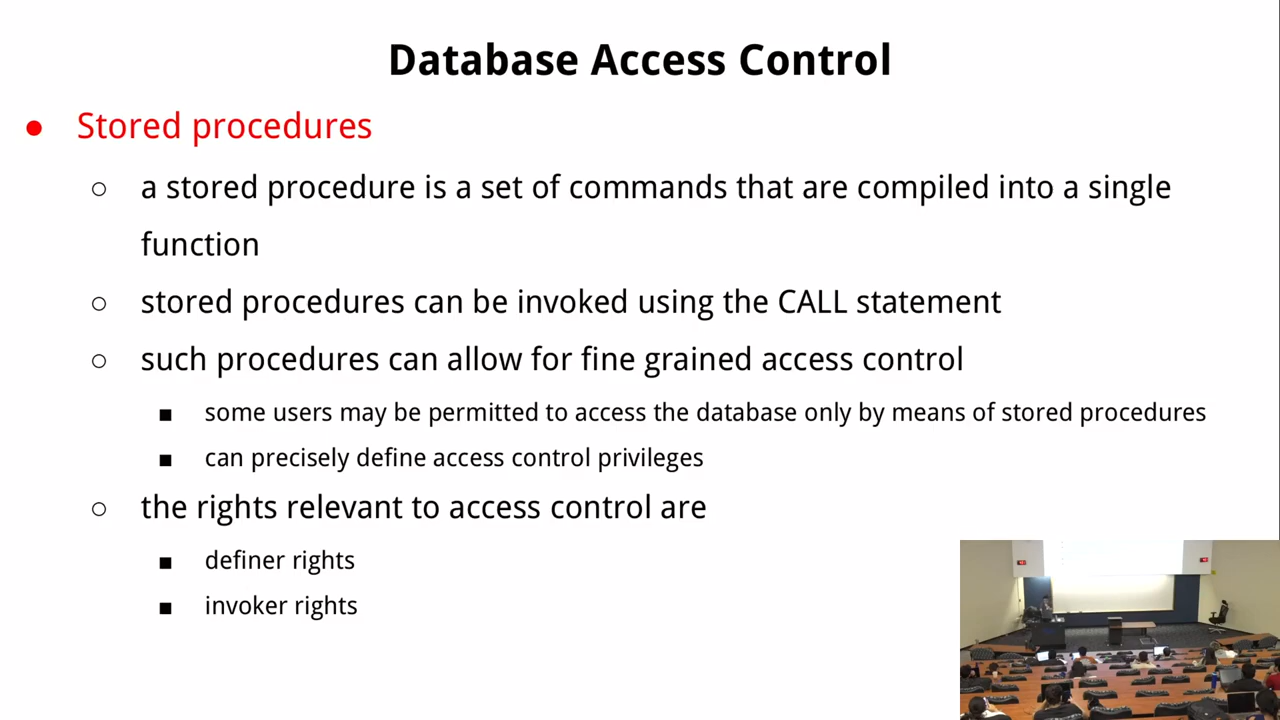 Database Access Control
● Stored procedures
○ a stored procedure is a set of commands that are compiled into a single
function
○ stored procedures can be invoked using the CALL statement
○ such procedures can allow for fine grained access control
■ some users may be permitted to access the database only by means of stored procedures
■ can precisely define access control privileges
○ the rights relevant to access control are
■ definer rights
■ invoker rights